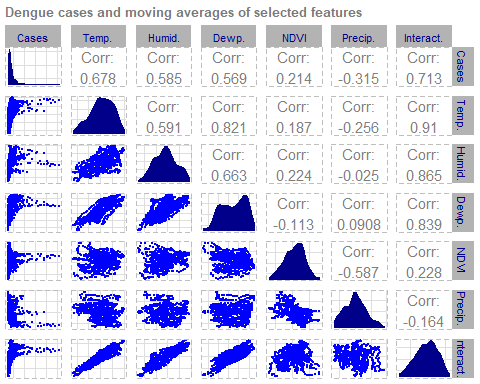 Dengue cases and moving averages of selected features
Cases Temp. Humid. Dewp. NDVI Precip. Interact.
Corr: Corr: Corr: Corr: Corr: Corr:
0.678 0.585 0.569 0.214 -0.315 0.713
Cases
Corr: Corr: Corr: Corr: Corr:
0.591 0.821 0.187 -0.256 0.91
Temp.
Corr: Corr: Corr: Corr:
0.663 0.224 -0.025 0.865
Humid.
Corr: Corr: Corr:
-0.113 0.0908 0.839
Dewp.
Corr: Corr:
-0.587 0.228
NDVI
Corr:
-0.164
Precip.
nteract.